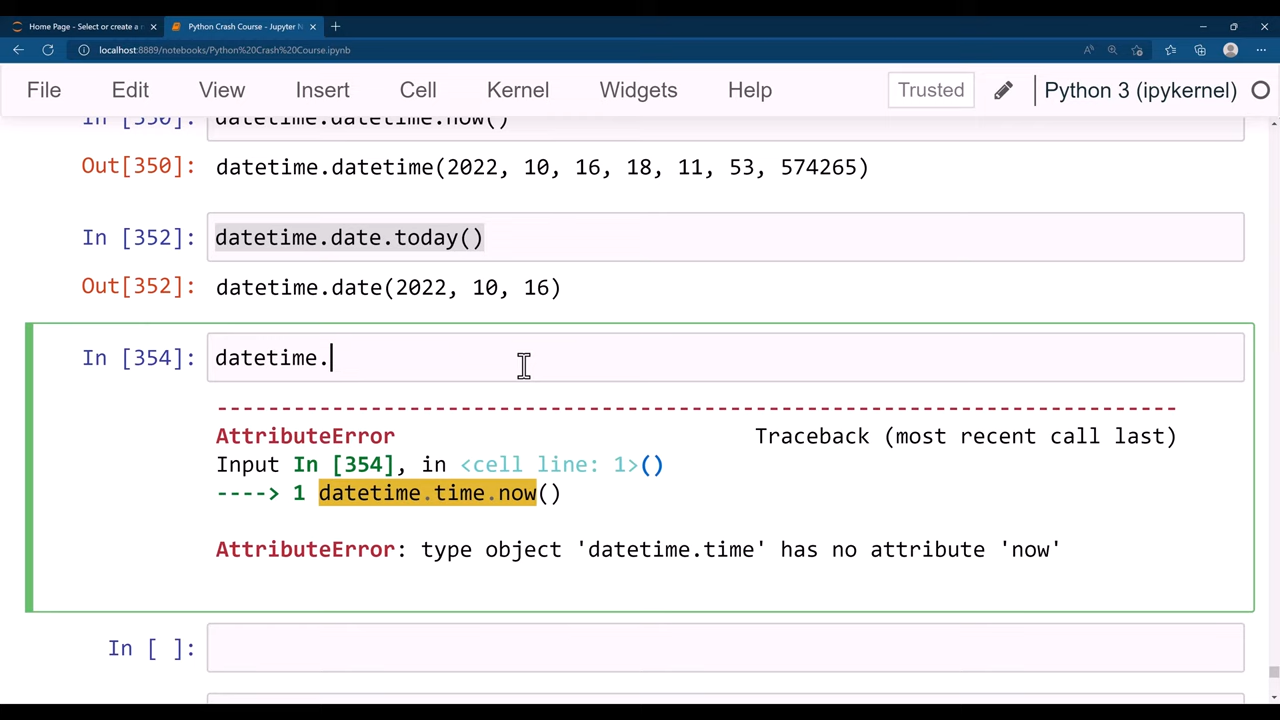 Home Page - Select or create a n
Python Crash Course - Jupyter N
localhost:8889/notebooks/Python%20Crash%20Course.ipynb
File Edit View Insert Cell Kernel Widgets Help Trusted Python 3 (ipykernel)
In [350]: datetime.datetime.now()
Out[350]: datetime.datetime(2022, 10, 16, 18, 11, 53, 574265)
In [352]: datetime.date.today()
Out[352]: datetime.date(2022, 10, 16)
In [354]: datetime.
---------------------------------------------------------------------------
AttributeError Traceback (most recent call last)
Input In [354], in <cell line: 1>()
----> 1 datetime.time.now()
AttributeError: type object 'datetime.time' has no attribute 'now'
In [ ]: